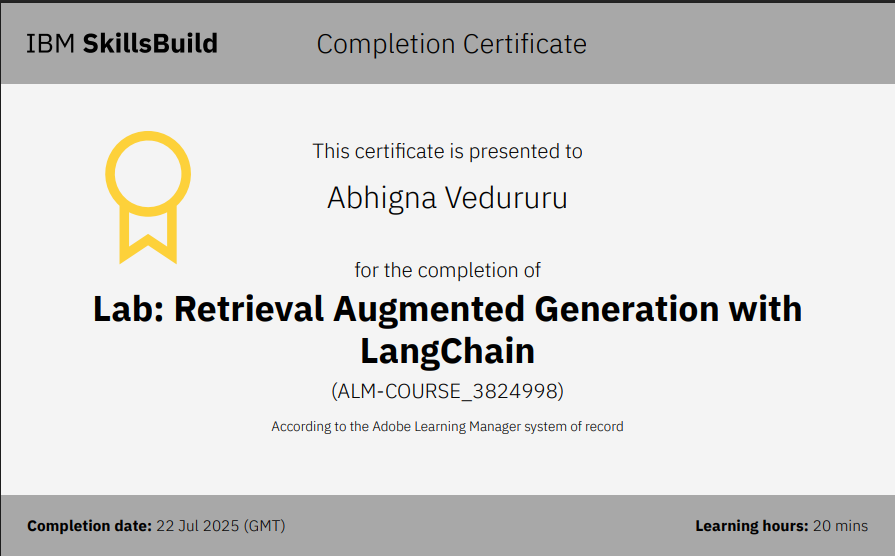 IBM SkillsBuild
Completion Certificate
This certificate is presented to
Abhigna Vedururu
for the completion of
Lab: Retrieval Augmented Generation with
LangChain
(ALM-COURSE_3824998)
According to the Adobe Learning Manager system of record
Completion date: 22 Jul 2025 (GMT)
Learning hours: 20 mins